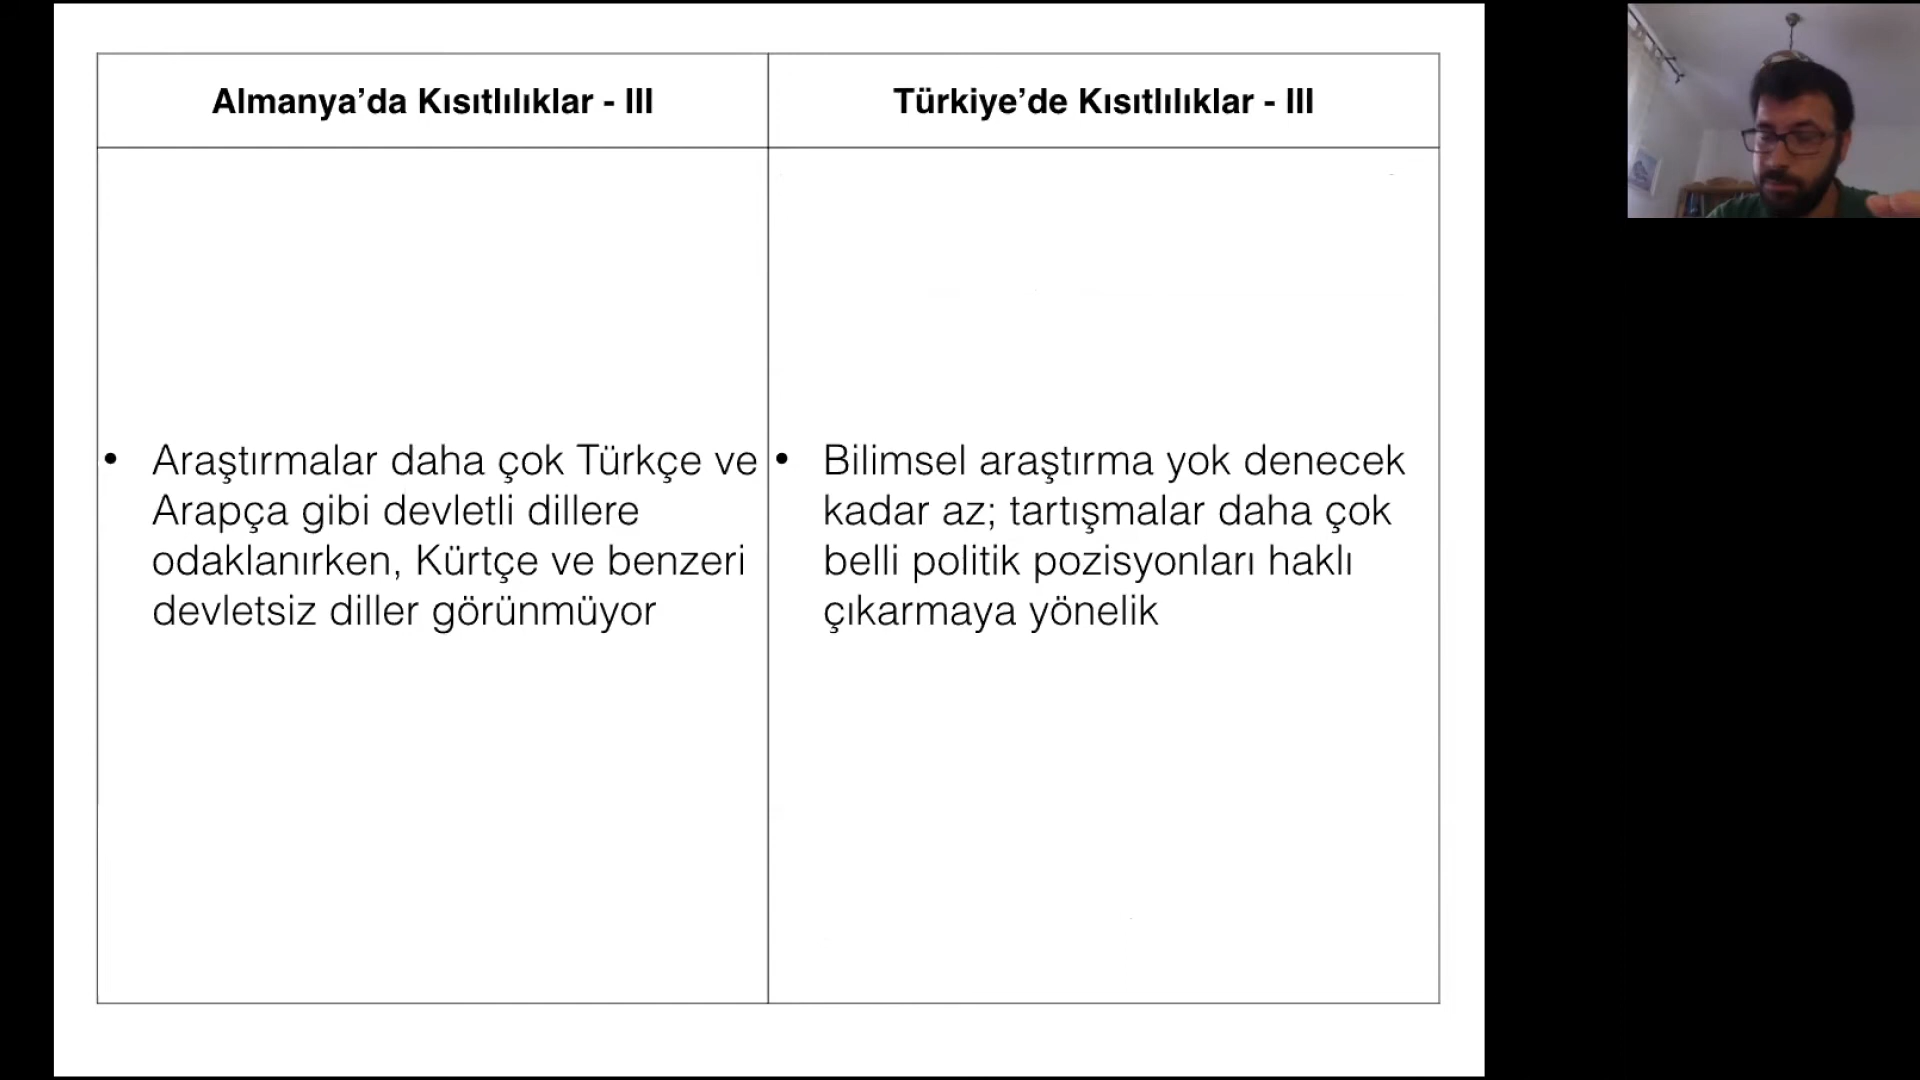 Almanya’da Kısıtlılıklar - III
• Araştırmalar daha çok Türkçe ve
Arapça gibi devletli dillere
odaklanırken, Kürtçe ve benzeri
devletsiz diller görünmüyor
Türkiye’de Kısıtlılıklar - III
• Bilimsel araştırma yok denecek
kadar az; tartışmalar daha çok
belli politik pozisyonları haklı
çıkarmaya yönelik